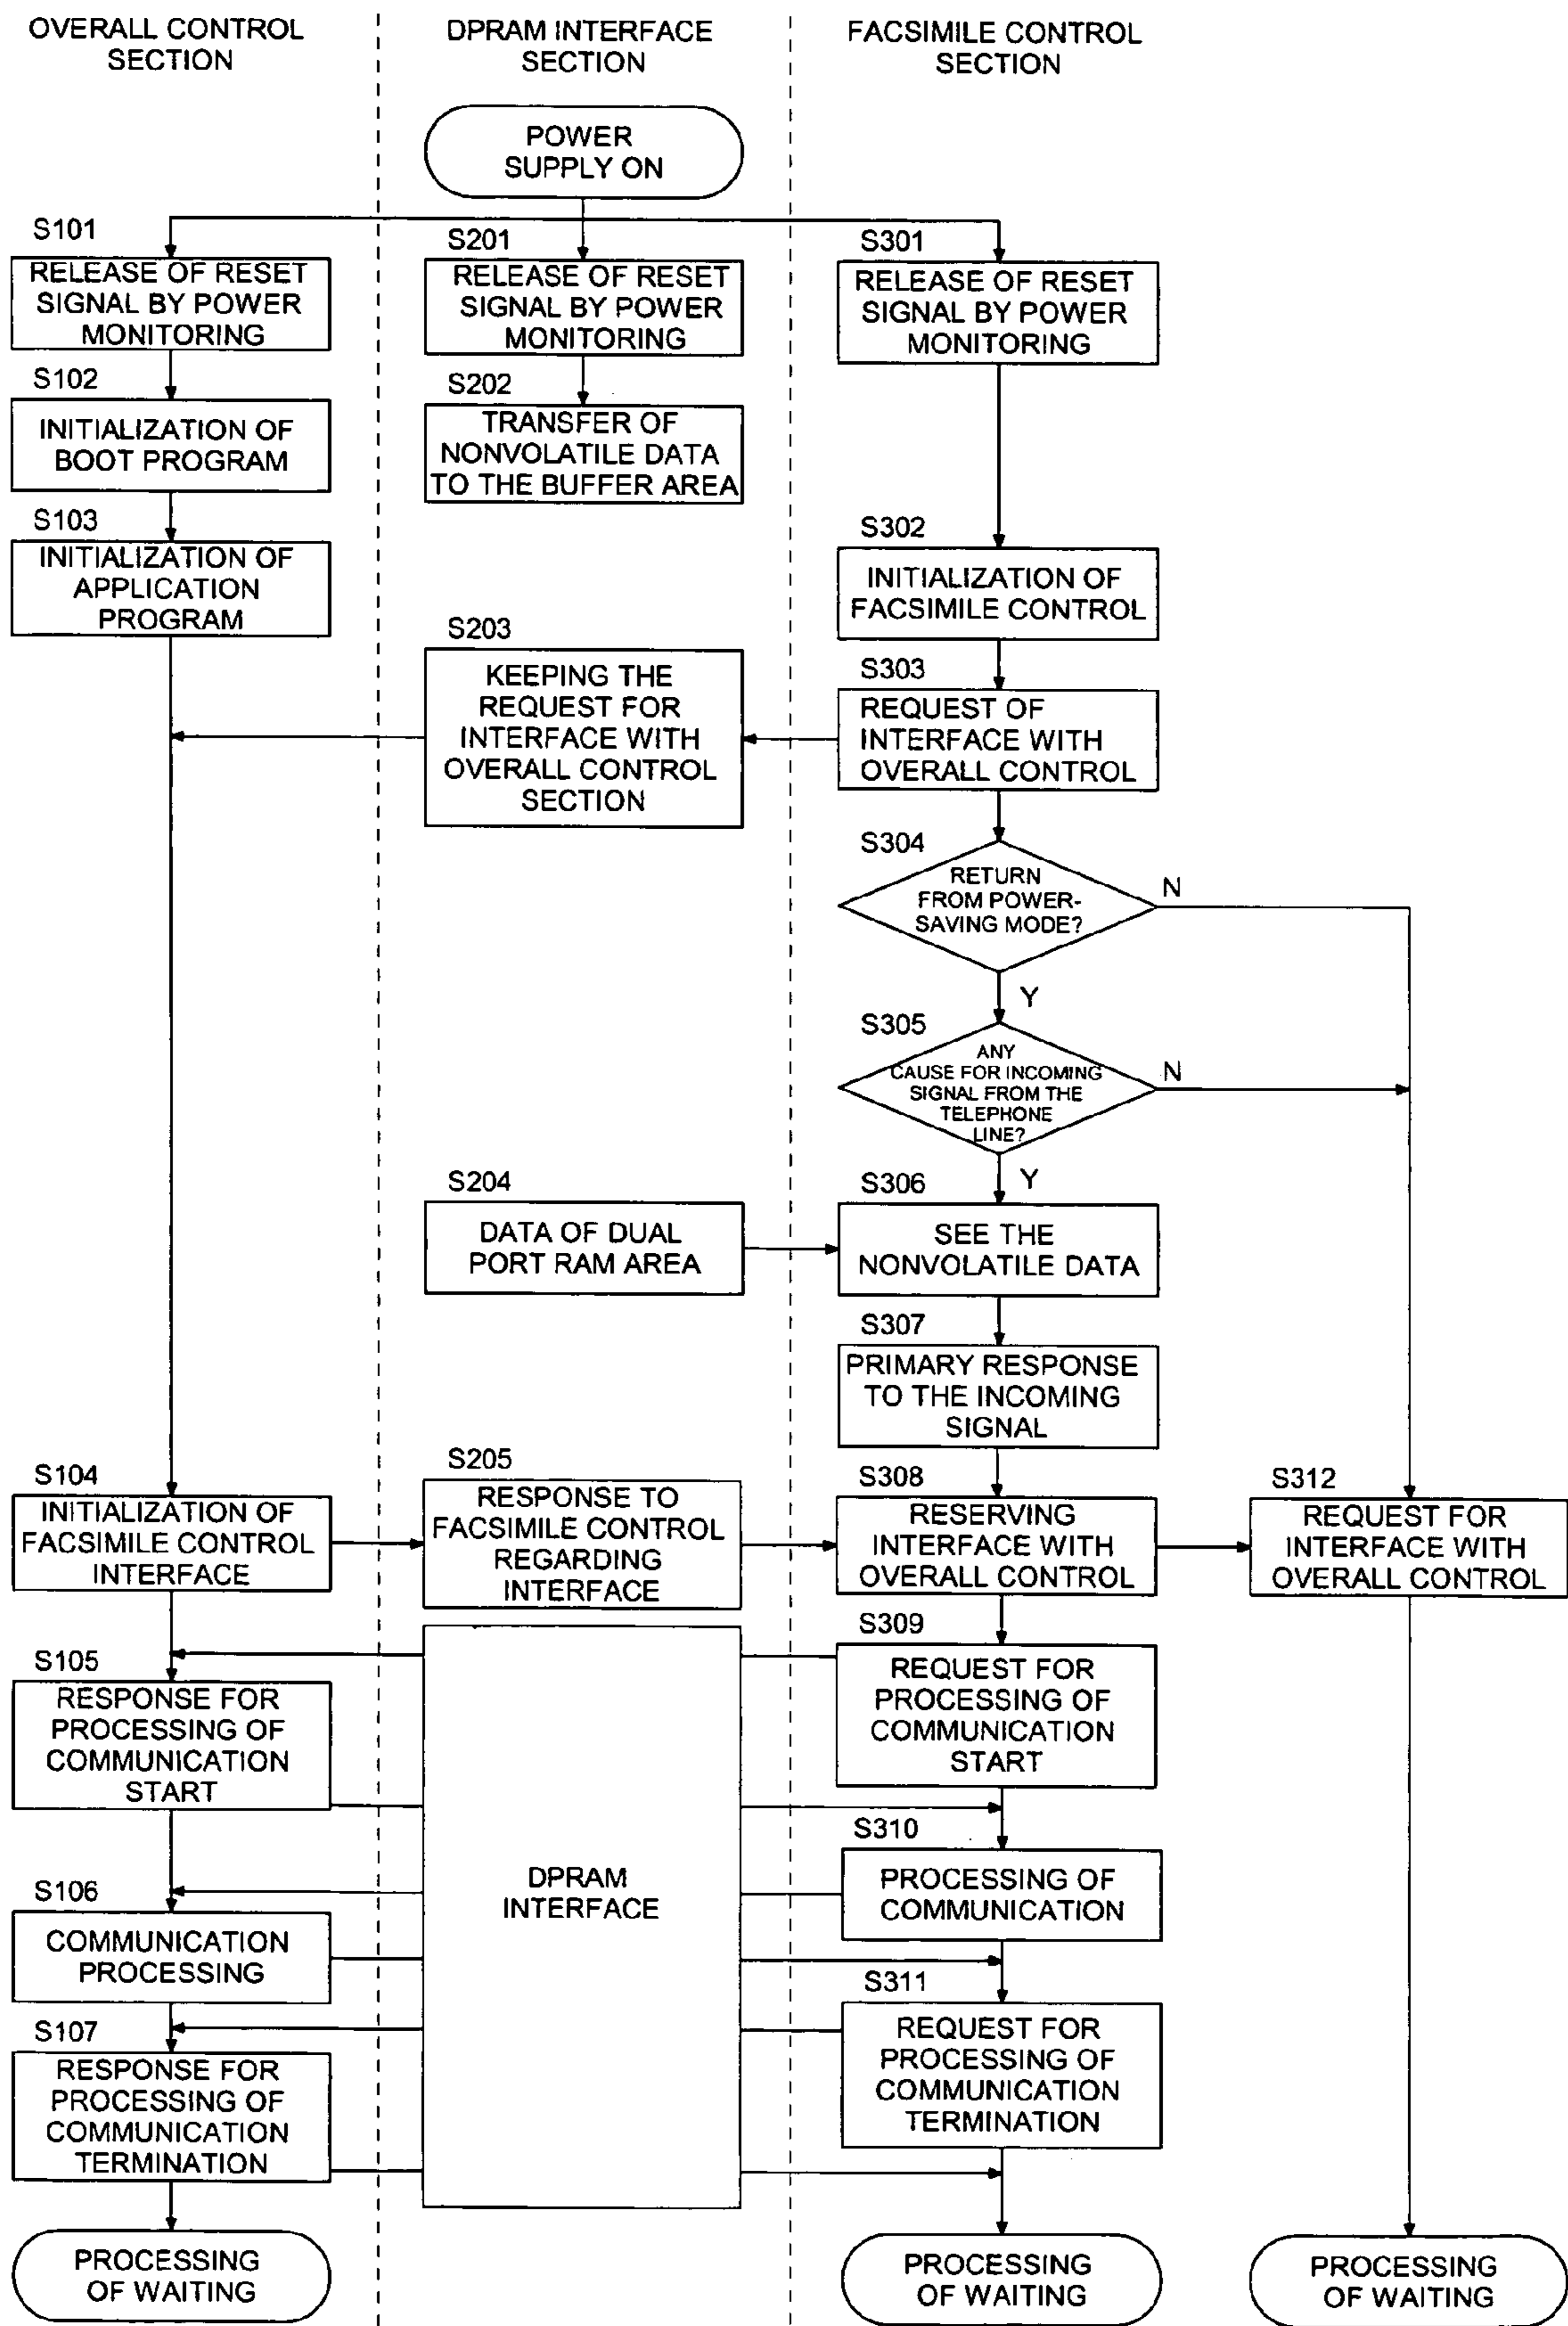 OVERALL CONTROL
SECTION
DPRAM INTERFACE
SECTION
FACSIMILE CONTROL
SECTION
POWER
SUPPLY ON
S101
RELEASE OF RESET
SIGNAL BY POWER
MONITORING
S201
RELEASE OF RESET
SIGNAL BY POWER
MONITORING
S301
RELEASE OF RESET
SIGNAL BY POWER
MONITORING
S102
INITIALIZATION OF
BOOT PROGRAM
S202
TRANSFER OF
NONVOLATILE DATA
TO THE BUFFER AREA
S103
INITIALIZATION OF
APPLICATION
PROGRAM
S302
INITIALIZATION OF
FACSIMILE CONTROL
S203
KEEPING THE
REQUEST FOR
INTERFACE WITH
OVERALL CONTROL
SECTION
S303
REQUEST OF
INTERFACE WITH
OVERALL CONTROL
S304
RETURN
FROM POWER-
SAVING MODE?
N
Y
S305
ANY
CAUSE FOR INCOMING
SIGNAL FROM THE
TELEPHONE
LINE?
N
Y
S204
DATA OF DUAL
PORT RAM AREA
S306
SEE THE
NONVOLATILE DATA
S307
PRIMARY RESPONSE
TO THE INCOMING
SIGNAL
S104
INITIALIZATION OF
FACSIMILE CONTROL
INTERFACE
S205
RESPONSE TO
FACSIMILE CONTROL
REGARDING
INTERFACE
S308
RESERVING
INTERFACE WITH
OVERALL CONTROL
S312
REQUEST FOR
INTERFACE WITH
OVERALL CONTROL
S309
REQUEST FOR
PROCESSING OF
COMMUNICATION
START
S105
RESPONSE FOR
PROCESSING OF
COMMUNICATION
START
DPRAM
INTERFACE
S310
PROCESSING OF
COMMUNICATION
S106
COMMUNICATION
PROCESSING
S311
REQUEST FOR
PROCESSING OF
COMMUNICATION
TERMINATION
S107
RESPONSE FOR
PROCESSING OF
COMMUNICATION
TERMINATION
PROCESSING
OF WAITING
PROCESSING
OF WAITING
PROCESSING
OF WAITING